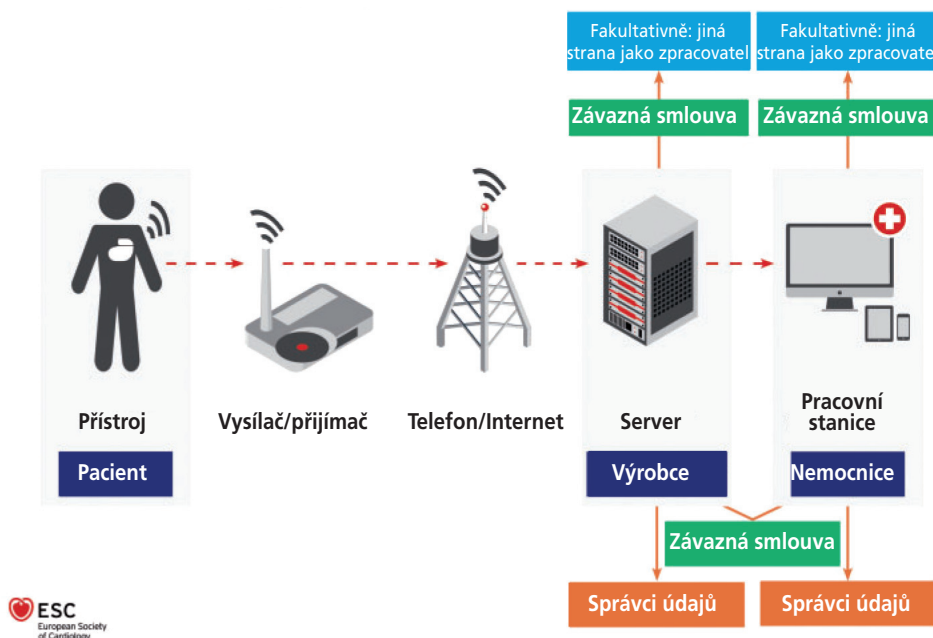 Fakultativně: jiná
strana jako zpracovatel
Fakultativně: jiná
strana jako zpracovate
Závazná smlouva
Závazná smlouva
Přístroj
Vysílač/přijímač
Telefon/Internet
Server
Pracovní
stanice
Pacient
Výrobce
Nemocnice
Závazná smlouva
Správci údajů
Správci údajů
ESC
European Society
of Cardiology